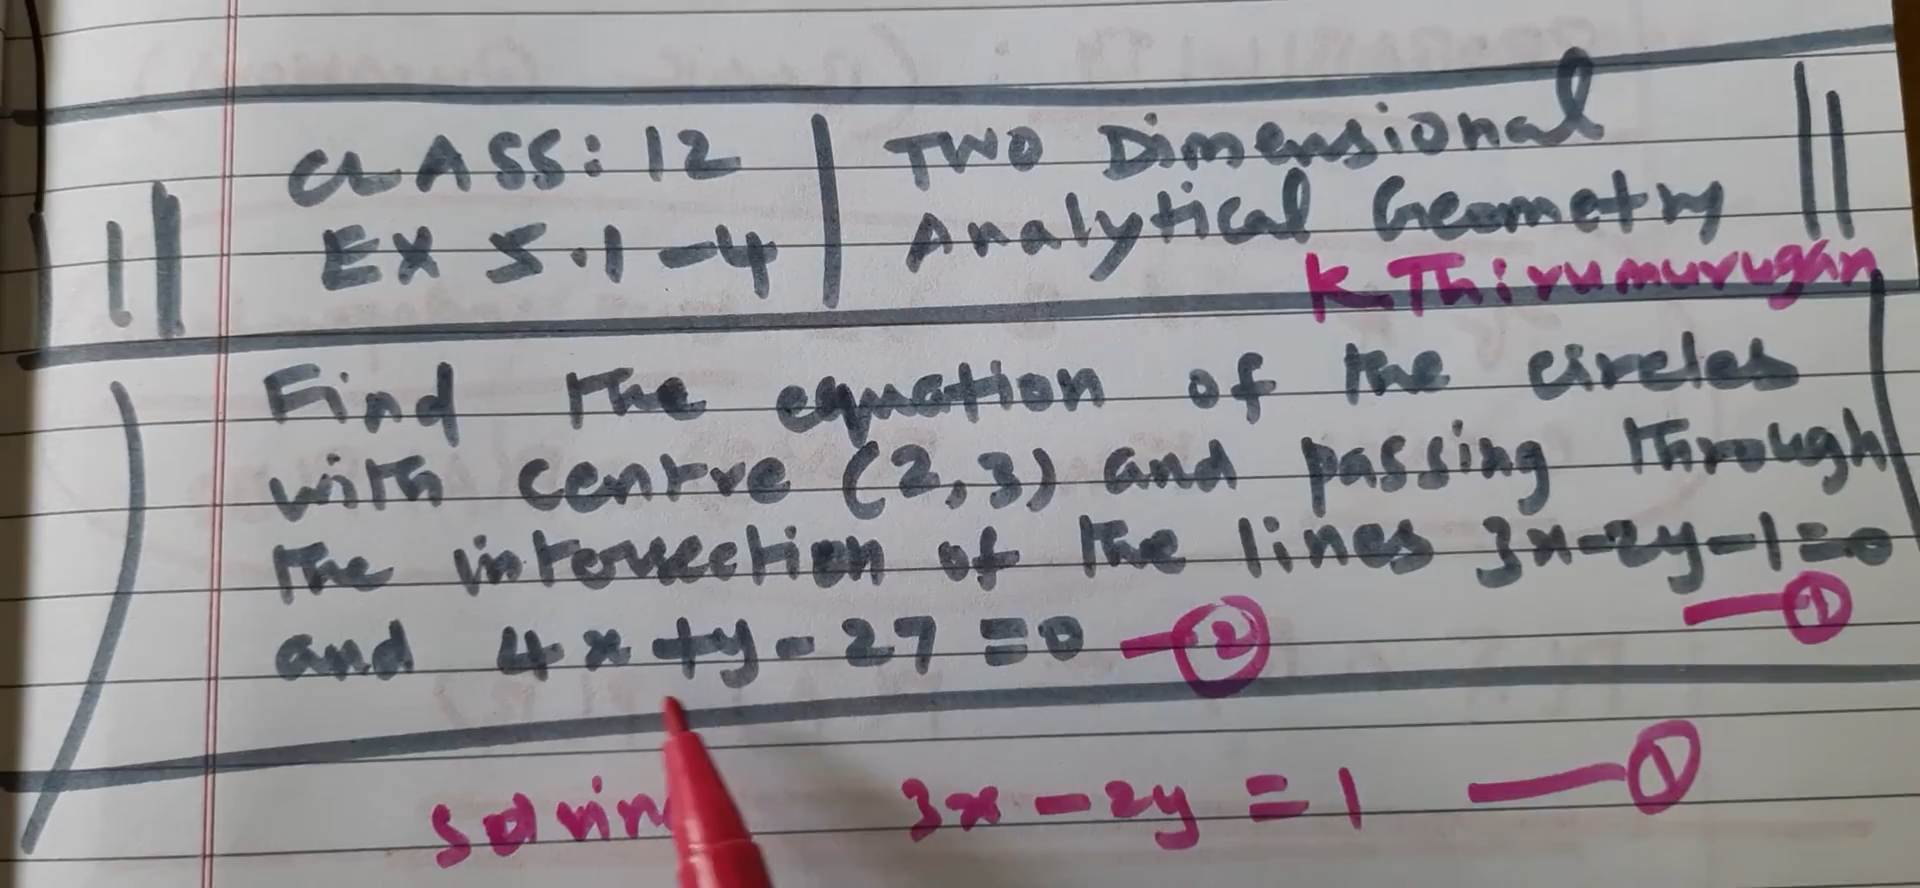 CLASS: 12
EX 5.1-4
TWO Dimensional
Analytical Geometry
K. Thirumurugan
Find the equation of the circles
with centre (2,3) and passing through
the intersection of the lines 3x-2y-1=0
—①
and 4x+y-27=0 —②
solving 3x-2y=1 —①